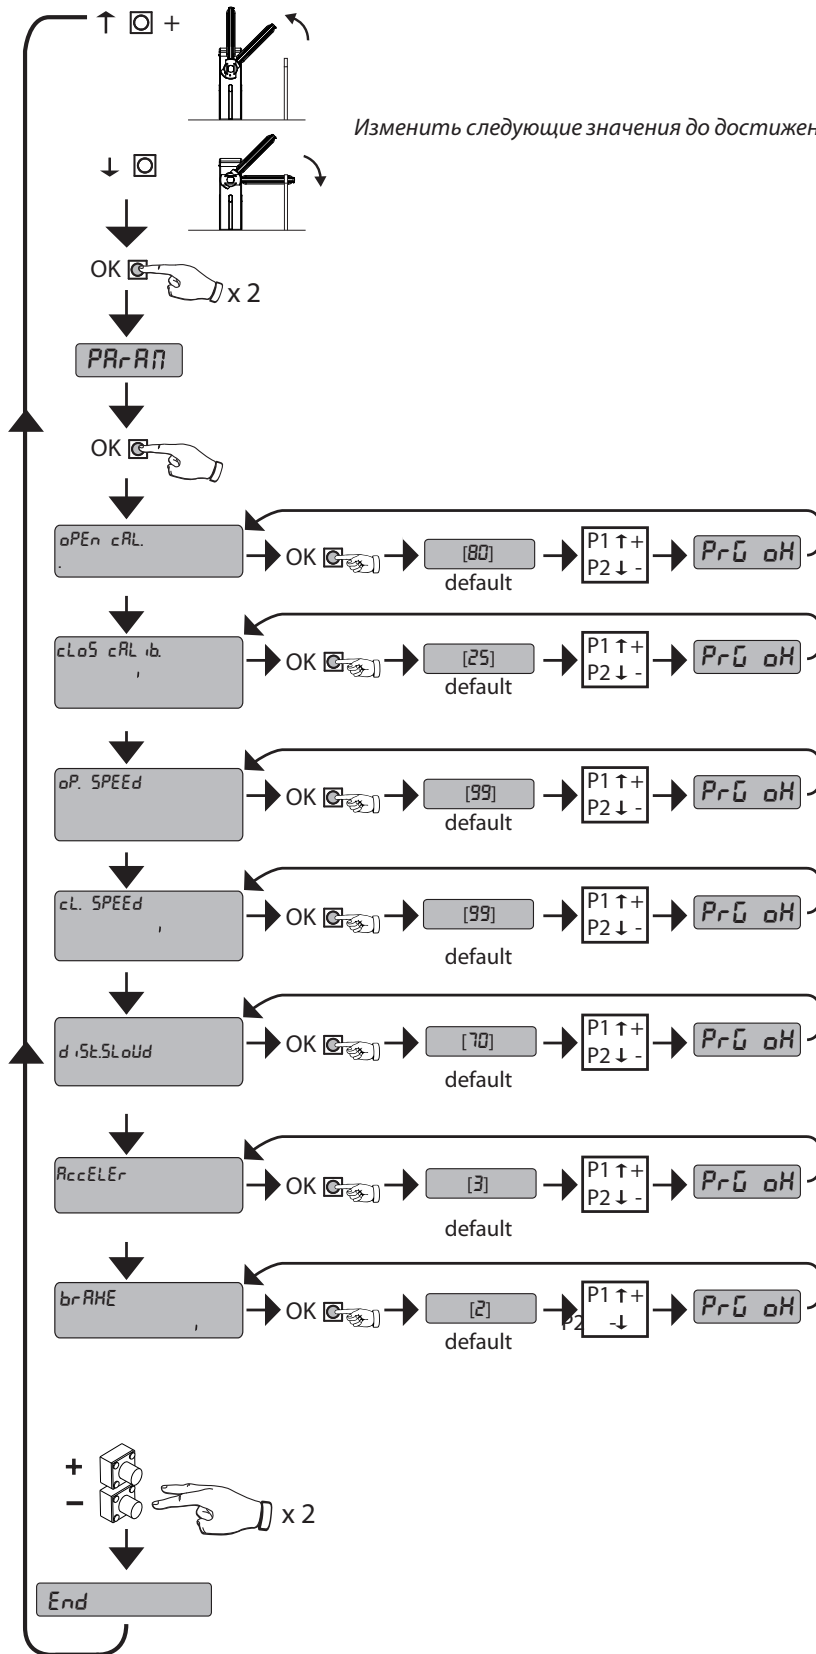 ↑ +
Изменить следующие значения до достижен
↓
OK x 2
PArAM
OK
oPEn cAL.
.
OK [80] P1 ↑ + P2 ↓ - PrG oK
default
cLoS cALib.
OK [25] P1 ↑ + P2 ↓ - PrG oK
default
oP. SPEEd
OK [99] P1 ↑ + P2 ↓ - PrG oK
default
cL. SPEEd
OK [99] P1 ↑ + P2 ↓ - PrG oK
default
diSt.SLoUd
OK [70] P1 ↑ + P2 ↓ - PrG oK
default
AccELEr
OK [3] P1 ↑ + P2 ↓ - PrG oK
default
brAKE
OK [2] P1 ↑ + P2 -↓ PrG oK
default
+
–
x 2
End